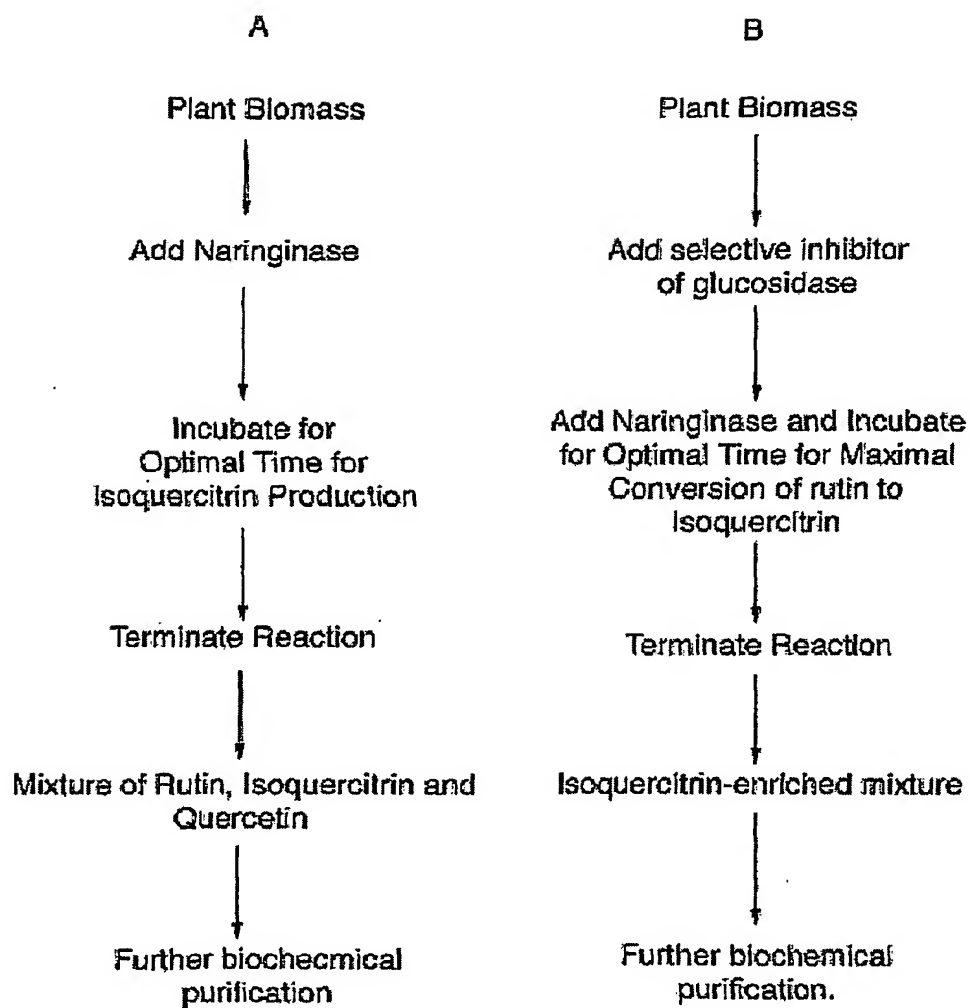 A
Plant Biomass
Add Naringinase
Incubate for
Optimal Time for
Isoquercitrin Production
Terminate Reaction
Mixture of Rutin, Isoquercitrin and
Quercetin
Further biochecmical
purification
B
Plant Biomass
Add selective inhibitor
of glucosidase
Add Naringinase and Incubate
for Optimal Time for Maximal
Conversion of rutin to
Isoquercitrin
Terminate Reaction
Isoquercitrin-enriched mixture
Further biochemical
purification.